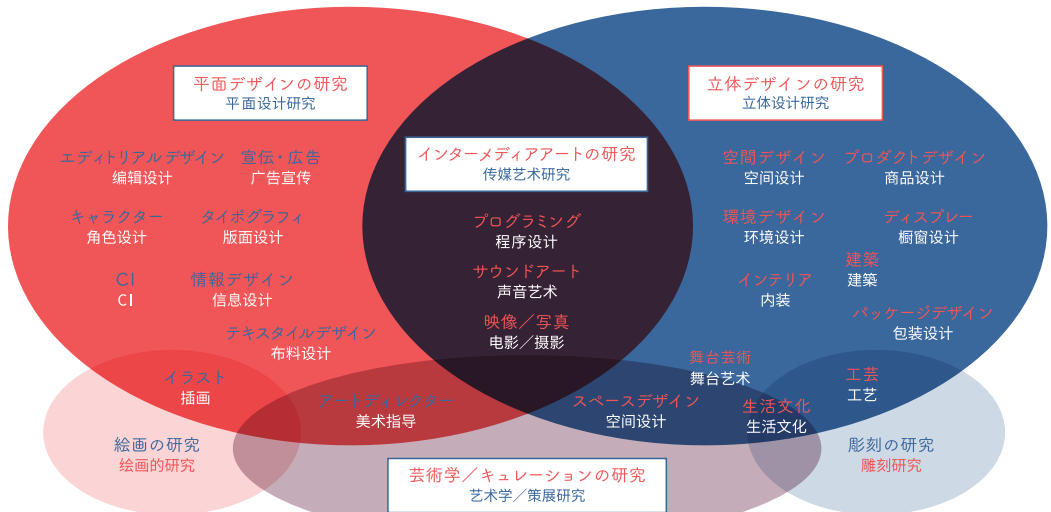 平面デザインの研究
平面设计研究
エディトリアルデザイン
编辑设计
宣伝・広告
广告宣传
キャラクター
角色设计
タイポグラフィ
版面设计
CI
CI
情報デザイン
信息设计
テキスタイルデザイン
布料设计
イラスト
插画
絵画の研究
绘画的研究
インターメディアアートの研究
传媒艺术研究
プログラミング
程序设计
サウンドアート
声音艺术
映像／写真
电影／摄影
アートディレクター
美术指导
芸術学／キュレーションの研究
艺术学／策展研究
立体デザインの研究
立体设计研究
空間デザイン
空间设计
プロダクトデザイン
商品设计
環境デザイン
环境设计
ディスプレー
橱窗设计
建築
建築
インテリア
内装
パッケージデザイン
包装设计
舞台芸術
舞台艺术
工芸
工艺
スペースデザイン
空间设计
生活文化
生活文化
彫刻の研究
雕刻研究